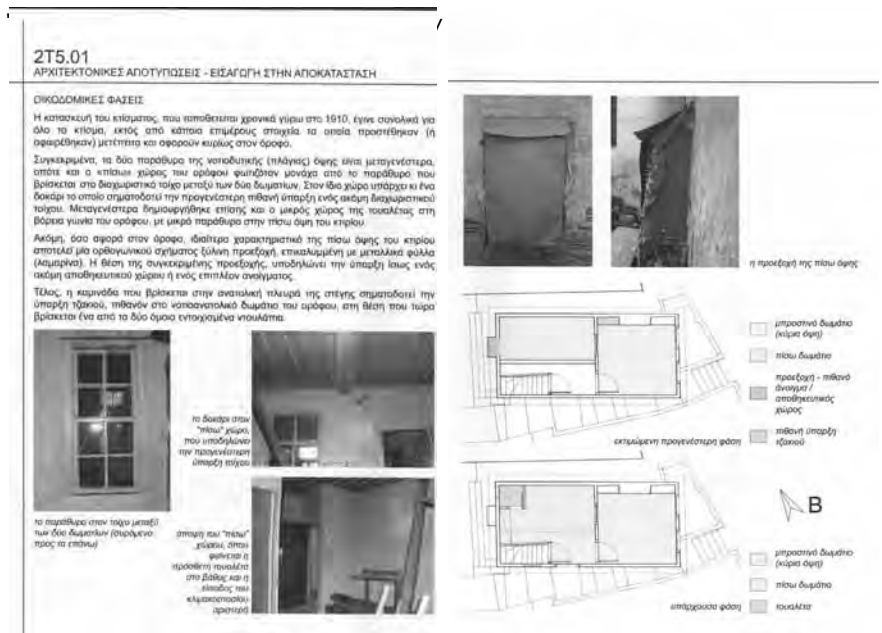 2T5.01
ΑΡΧΙΤΕΚΤΟΝΙΚΕΣ ΑΠΟΤΥΠΩΣΕΙΣ - ΕΙΣΑΓΩΓΗ ΣΤΗΝ ΑΠΟΚΑΤΑΣΤΑΣΗ
ΟΙΚΟΔΟΜΙΚΕΣ ΦΑΣΕΙΣ
Η κατασκευή του κτίσματος, που τοποθετείται χρονικά γύρω στο 1910, έγινε συνολικά για
όλο το κτίσμα, εκτός από κάποια επιμέρους στοιχεία τα οποία προστέθηκαν (ή
αφαιρέθηκαν) μετέπειτα και αφορούν κυρίως στον όροφο.
Συγκεκριμένα, τα δύο παράθυρα της νοτιοδυτικής (πλάγιας) όψης είναι μεταγενέστερα,
οπότε και ο «πίσω» χώρος του ορόφου φωτιζόταν μονάχα από το παράθυρο που
βρίσκεται στο διαχωριστικό τοίχο μεταξύ των δύο δωματίων. Στον ίδιο χώρο υπάρχει κι ένα
δοκάρι το οποίο σηματοδοτεί την προγενέστερη πιθανή ύπαρξη ενός ακόμη διαχωριστικού
τοίχου. Μεταγενέστερα δημιουργήθηκε επίσης και ο μικρός χώρος της τουαλέτας στη
βόρεια γωνία του ορόφου, με μικρό παράθυρο στην πίσω όψη του κτιρίου.
Ακόμη, όσο αφορά στον όροφο, ιδιαίτερο χαρακτηριστικό της πίσω όψης του κτιρίου
αποτελεί μία ορθογωνικού σχήματος ξύλινη προεξοχή, επικαλυμμένη με μεταλλικά φύλλα
(λαμαρίνα). Η θέση της συγκεκριμένης προεξοχής, υποδηλώνει την ύπαρξη ίσως ενός
ακόμη αποθηκευτικού χώρου ή ενός επιπλέον ανοίγματος.
Τέλος, η καμινάδα που βρίσκεται στην ανατολική πλευρά της στέγης σηματοδοτεί την
ύπαρξη τζακιού, πιθανόν στο νοτιοανατολικό δωμάτιο του ορόφου, στη θέση που τώρα
βρίσκεται ένα από τα δύο όμοια εντοιχισμένα ντουλάπια.
το δοκάρι στον
"πίσω" χώρο,
που υποδηλώνει
την προγενέστερη
ύπαρξη τοίχου
το παράθυρο στον τοίχο μεταξύ
των δύο δωματίων (συρόμενο
προς τα επάνω)
άποψη του "πίσω"
χώρου, όπου
φαίνεται η
πρόσθετη τουαλέτα
στο βάθος και η
είσοδος του
κλιμακοστασίου
αριστερά
η προεξοχή της πίσω όψης
μπροστινό δωμάτιο
(κύρια όψη)
πίσω δωμάτιο
προεξοχή - πιθανό
άνοιγμα /
αποθηκευτικός
χώρος
πιθανή ύπαρξη
τζακιού
εκτιμώμενη προγενέστερη φάση
Β
μπροστινό δωμάτιο
(κύρια όψη)
πίσω δωμάτιο
τουαλέτα
υπάρχουσα φάση